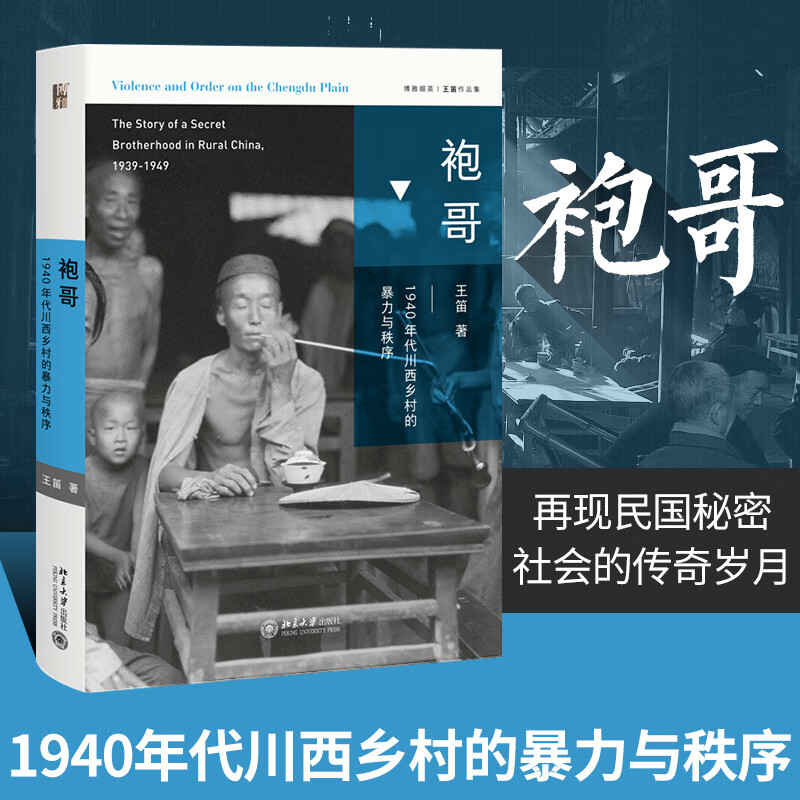 Violence and Order on the Chengdu Plain
博雅撷英 | 王笛作品集
The Story of a Secret
Brotherhood in Rural China,
1939-1949
袍哥
王笛 著
1940年代川西乡村的
暴力与秩序
北京大学出版社
PEKING UNIVERSITY PRESS
博雅
袍哥
1940年代川西乡村的暴力与秩序
王笛 著
北京大学出版社
PEKING UNIVERSITY PRESS
袍哥
再现民国秘密
社会的传奇岁月
1940年代川西乡村的暴力与秩序